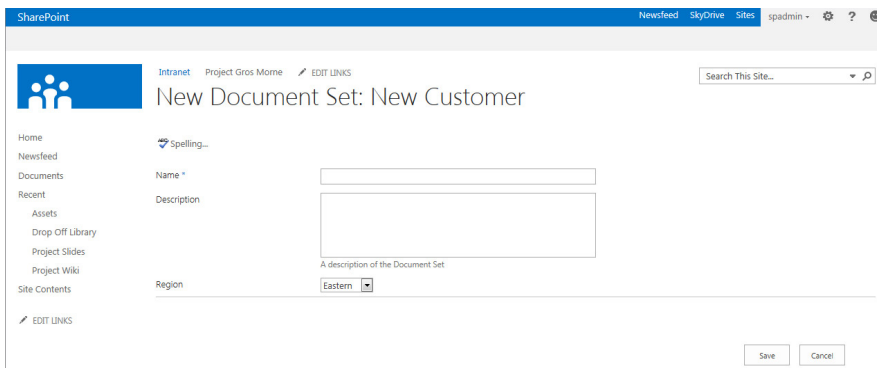 SharePoint
Newsfeed SkyDrive Sites spadmin ?
Intranet Project Gros Morne EDIT LINKS
Search This Site...
New Document Set: New Customer
Home
Newsfeed
Documents
Recent
Assets
Drop Off Library
Project Slides
Project Wiki
Site Contents
EDIT LINKS
ABC Spelling...
Name *
Description
A description of the Document Set
Region Eastern
Save Cancel